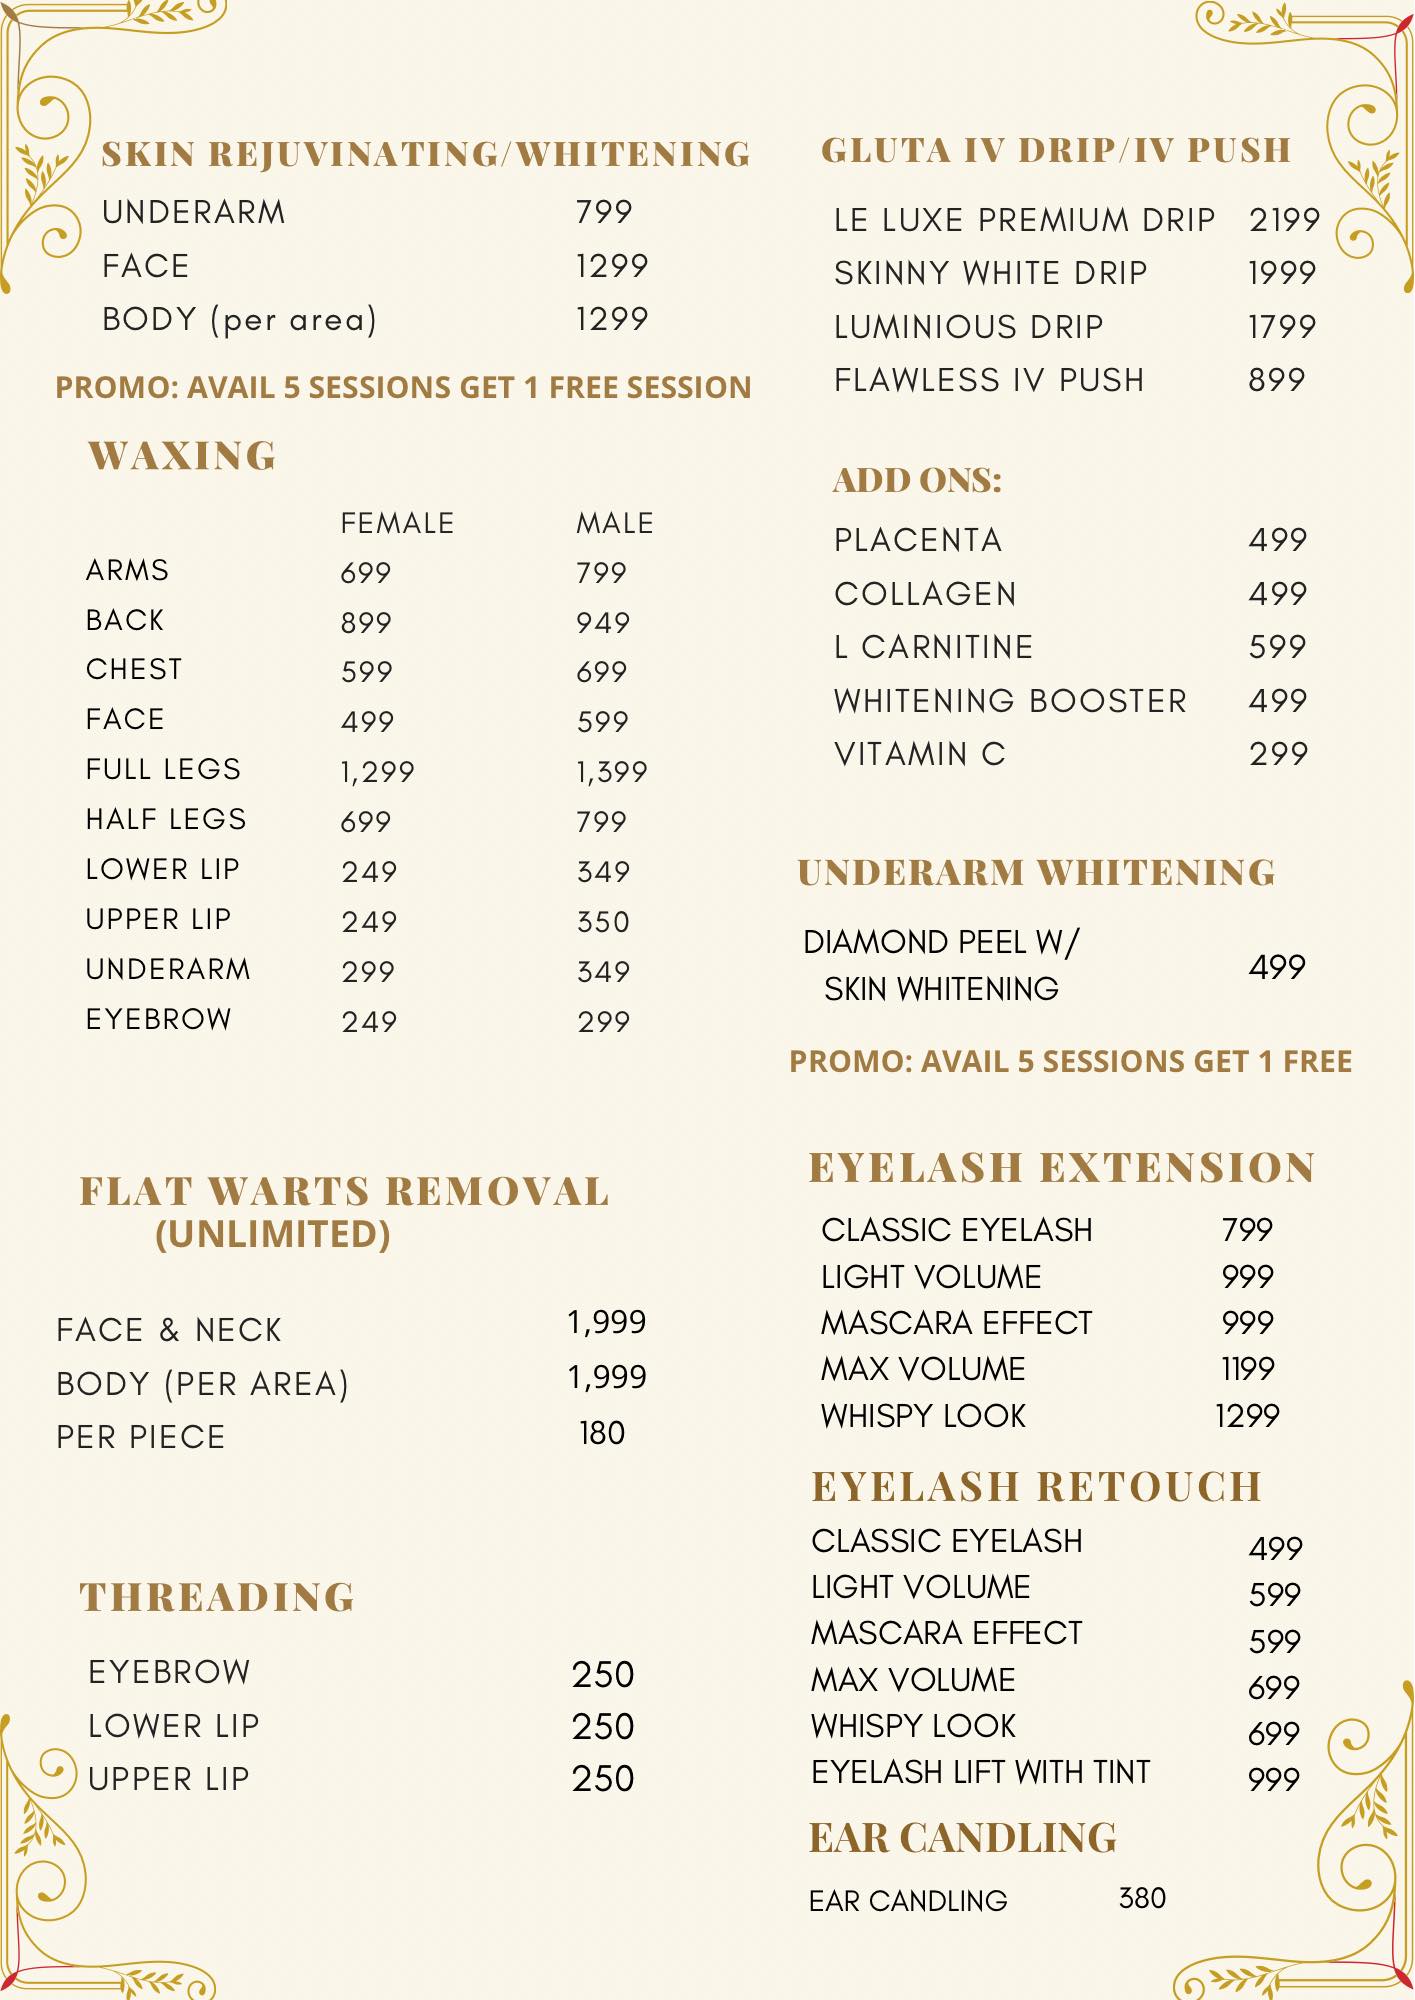 SKIN REJUVINATING/WHITENING
UNDERARM 799
FACE 1299
BODY (per area) 1299
PROMO: AVAIL 5 SESSIONS GET 1 FREE SESSION
WAXING
FEMALE MALE
ARMS 699 799
BACK 899 949
CHEST 599 699
FACE 499 599
FULL LEGS 1,299 1,399
HALF LEGS 699 799
LOWER LIP 249 349
UPPER LIP 249 350
UNDERARM 299 349
EYEBROW 249 299
FLAT WARTS REMOVAL
(UNLIMITED)
FACE & NECK 1,999
BODY (PER AREA) 1,999
PER PIECE 180
THREADING
EYEBROW 250
LOWER LIP 250
UPPER LIP 250
GLUTA IV DRIP/IV PUSH
LE LUXE PREMIUM DRIP 2199
SKINNY WHITE DRIP 1999
LUMINIOUS DRIP 1799
FLAWLESS IV PUSH 899
ADD ONS:
PLACENTA 499
COLLAGEN 499
L CARNITINE 599
WHITENING BOOSTER 499
VITAMIN C 299
UNDERARM WHITENING
DIAMOND PEEL W/
SKIN WHITENING 499
PROMO: AVAIL 5 SESSIONS GET 1 FREE
EYELASH EXTENSION
CLASSIC EYELASH 799
LIGHT VOLUME 999
MASCARA EFFECT 999
MAX VOLUME 1199
WHISPY LOOK 1299
EYELASH RETOUCH
CLASSIC EYELASH 499
LIGHT VOLUME 599
MASCARA EFFECT 599
MAX VOLUME 699
WHISPY LOOK 699
EYELASH LIFT WITH TINT 999
EAR CANDLING
EAR CANDLING 380